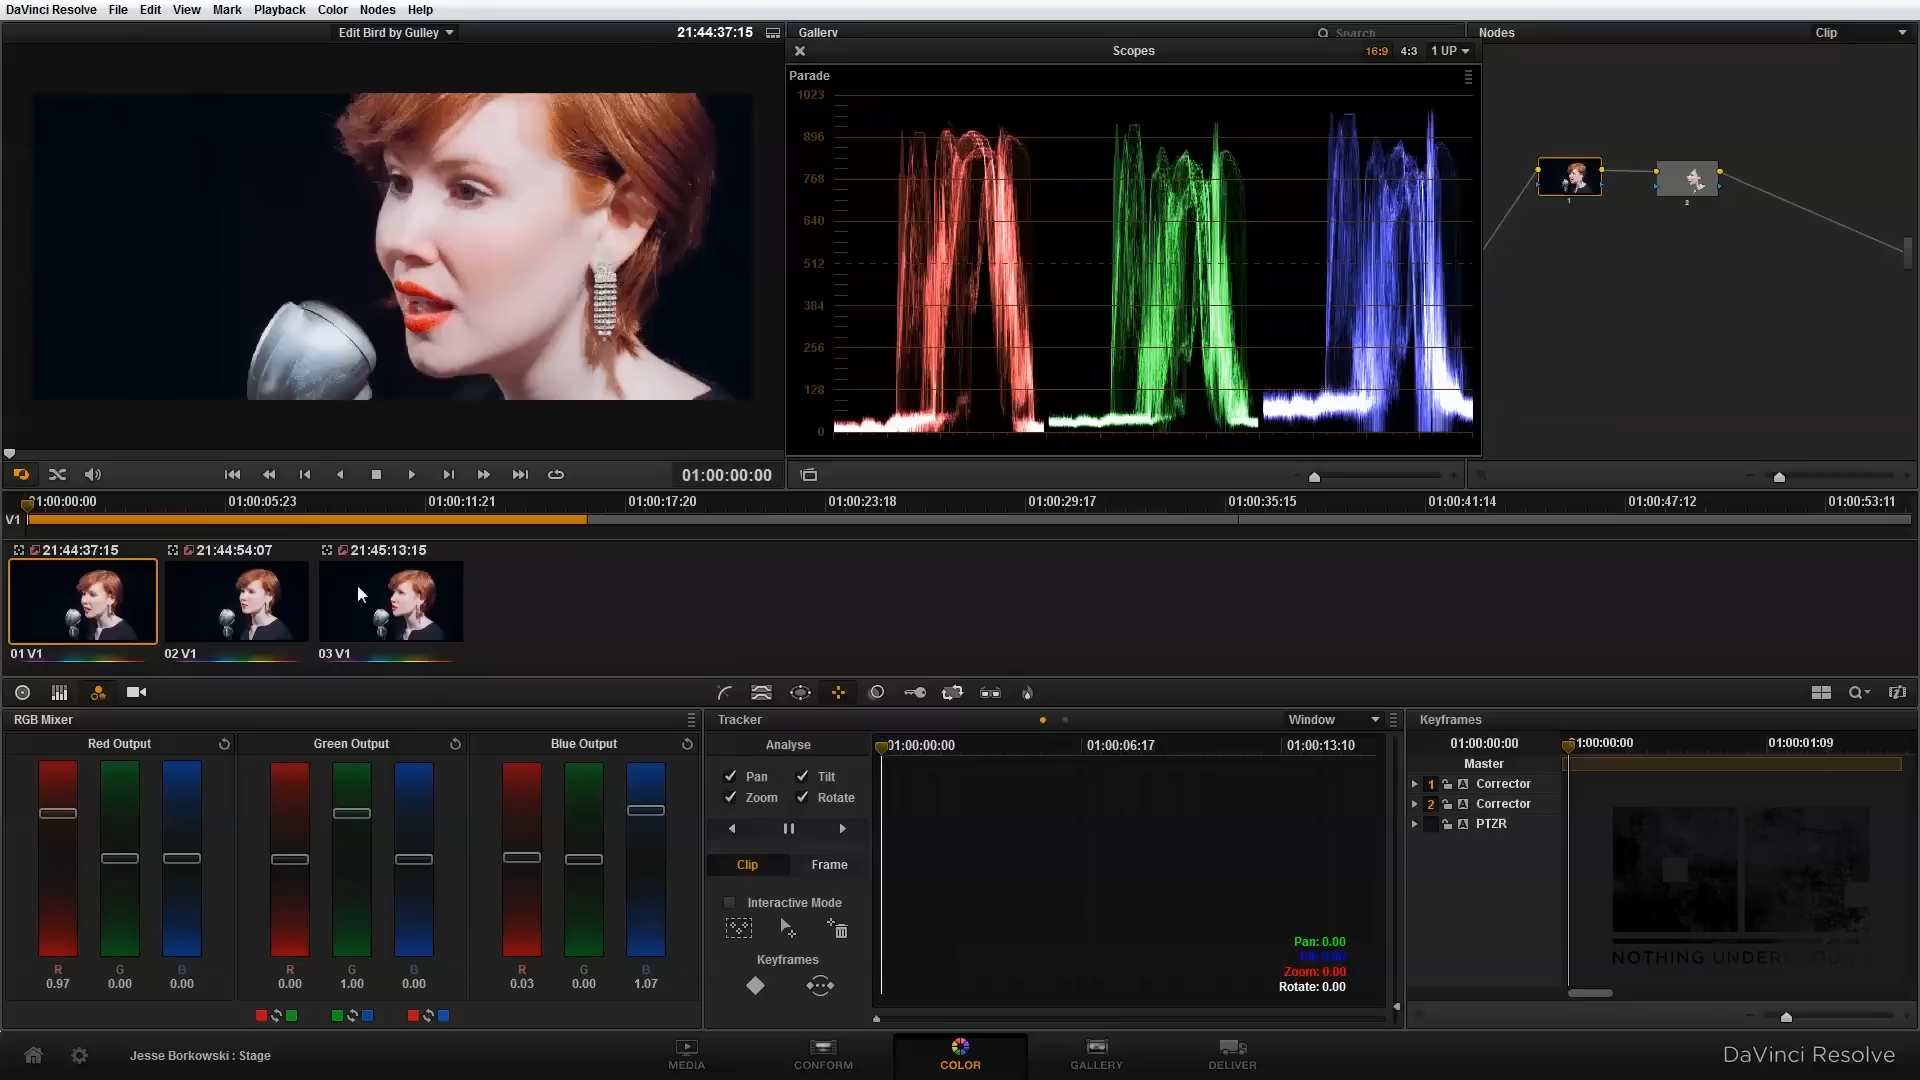 DaVinci Resolve File Edit View Mark Playback Color Nodes Help
Edit Bird by Gulley 21:44:37:15
Gallery Search
Nodes Clip
Scopes 16:9 4:3 1 UP
Parade
1023
896
768
640
512
384
256
128
0
1
2
01:00:00:00
01:00:00:00 01:00:05:23 01:00:11:21 01:00:17:20 01:00:23:18 01:00:29:17 01:00:35:15 01:00:41:14 01:00:47:12 01:00:53:11
V1
21:44:37:15 21:44:54:07 21:45:13:15
01 V1 02 V1 03 V1
RGB Mixer
Red Output Green Output Blue Output
R G B R G B R G B
0.97 0.00 0.00 0.00 1.00 0.00 0.03 0.00 1.07
Tracker Window
Analyse
Pan Tilt
Zoom Rotate
Clip Frame
Interactive Mode
Keyframes
01:00:00:00 01:00:06:17 01:00:13:10
Pan: 0.00
Zoom: 0.00
Rotate: 0.00
Keyframes
01:00:00:00 01:00:00:00 01:00:01:09
Master
1 A Corrector
2 A Corrector
A PTZR
Jesse Borkowski : Stage
MEDIA CONFORM COLOR GALLERY DELIVER
DaVinci Resolve